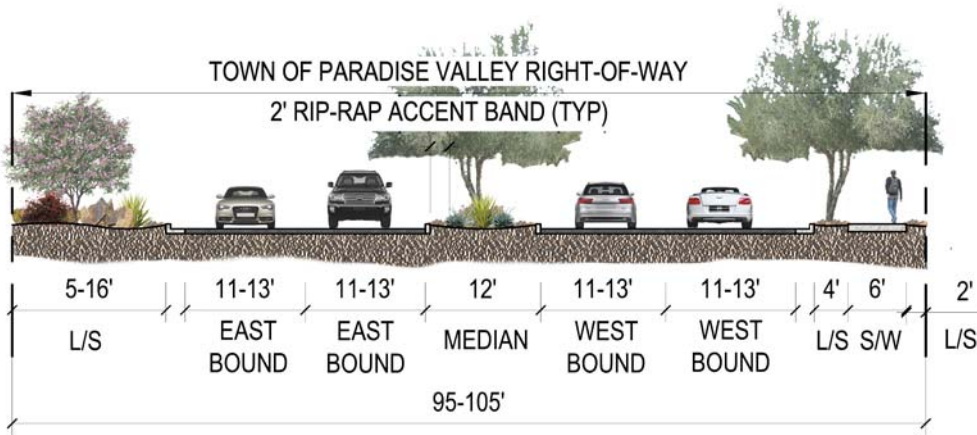 TOWN OF PARADISE VALLEY RIGHT-OF-WAY
2' RIP-RAP ACCENT BAND (TYP)
5-16' 11-13' 11-13' 12' 11-13' 11-13' 4' 6' 2'
L/S EAST BOUND EAST BOUND MEDIAN WEST BOUND WEST BOUND L/S S/W L/S
95-105'